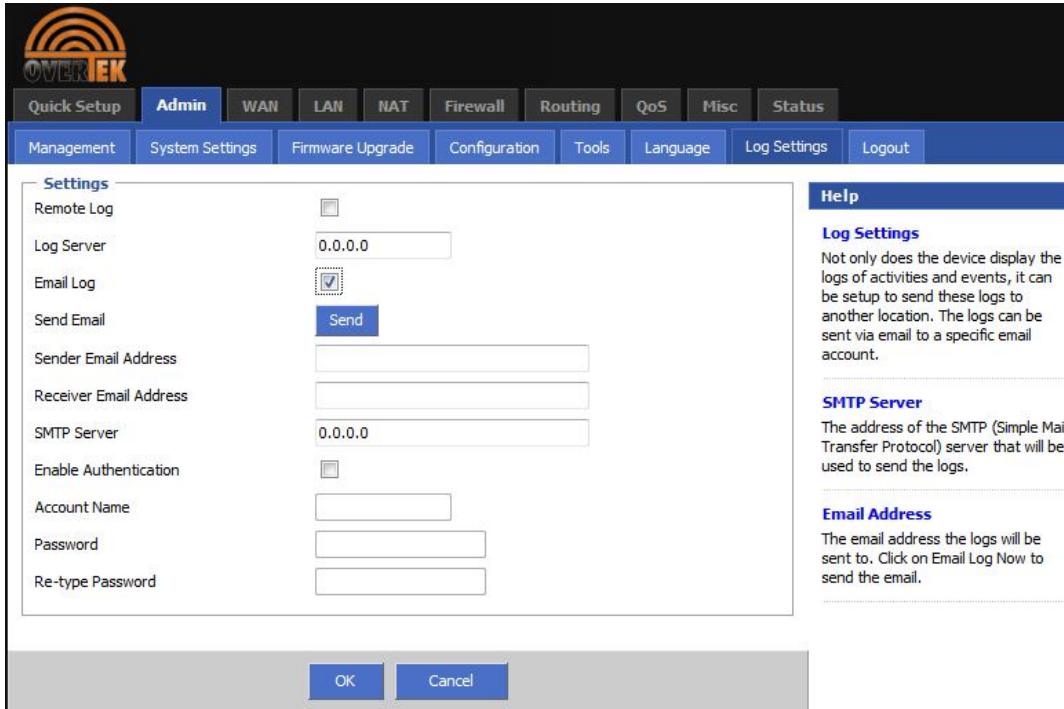 OVERTEK
Quick Setup Admin WAN LAN NAT Firewall Routing QoS Misc Status
Management System Settings Firmware Upgrade Configuration Tools Language Log Settings Logout
Settings
Remote Log
Log Server 0.0.0.0
Email Log
Send Email Send
Sender Email Address
Receiver Email Address
SMTP Server 0.0.0.0
Enable Authentication
Account Name
Password
Re-type Password
OK Cancel
Help
Log Settings
Not only does the device display the
logs of activities and events, it can
be setup to send these logs to
another location. The logs can be
sent via email to a specific email
account.
SMTP Server
The address of the SMTP (Simple Mai
Transfer Protocol) server that will be
used to send the logs.
Email Address
The email address the logs will be
sent to. Click on Email Log Now to
send the email.